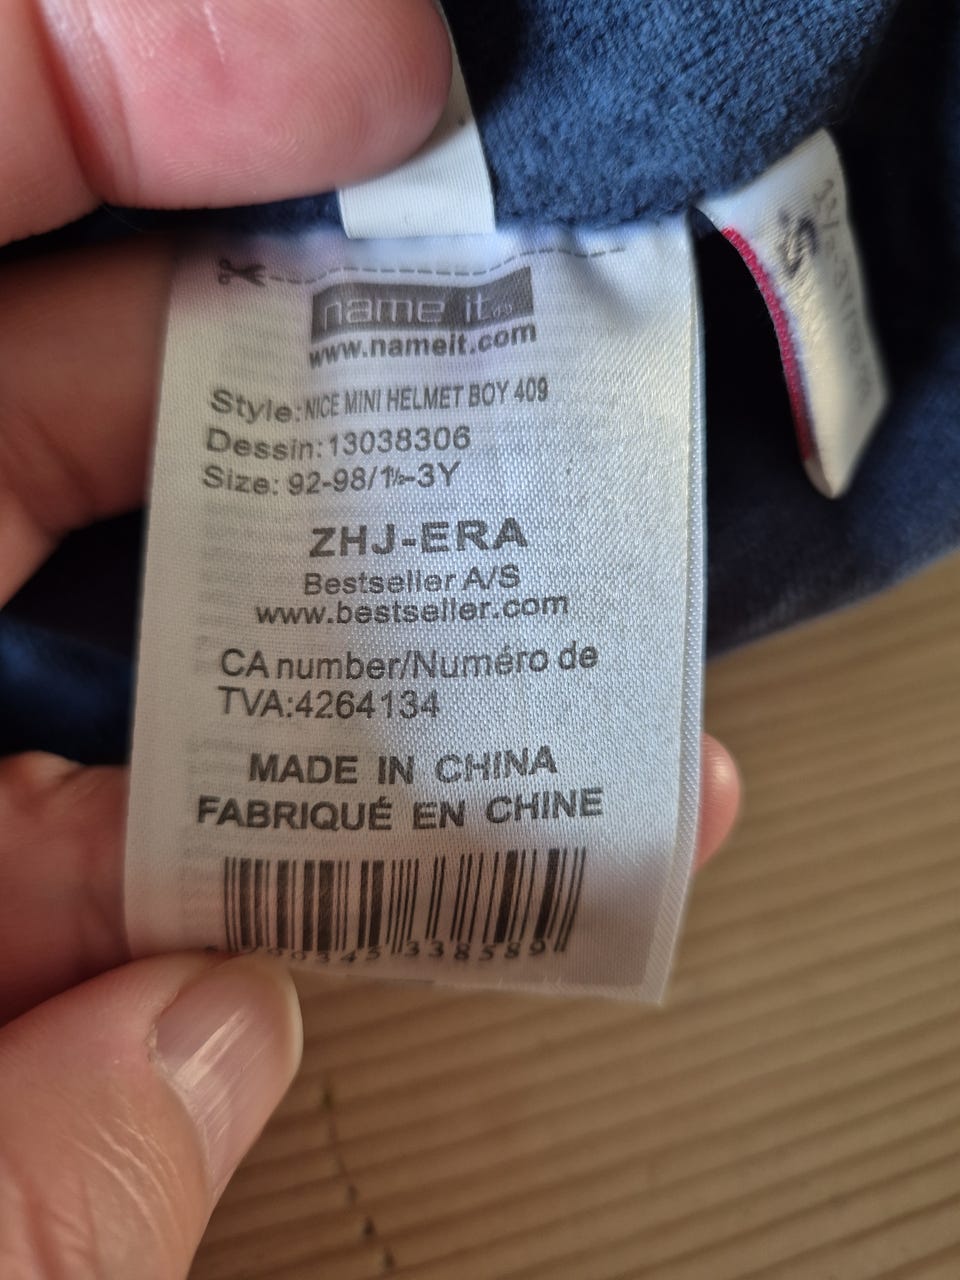 name it
www.nameit.com
Style:NICE MINI HELMET BOY 409
Dessin:13038306
Size: 92-98/1½-3Y
ZHJ-ERA
Bestseller A/S
www.bestseller.com
CA number/Numéro de
TVA:4264134
MADE IN CHINA
FABRIQUÉ EN CHINE
S